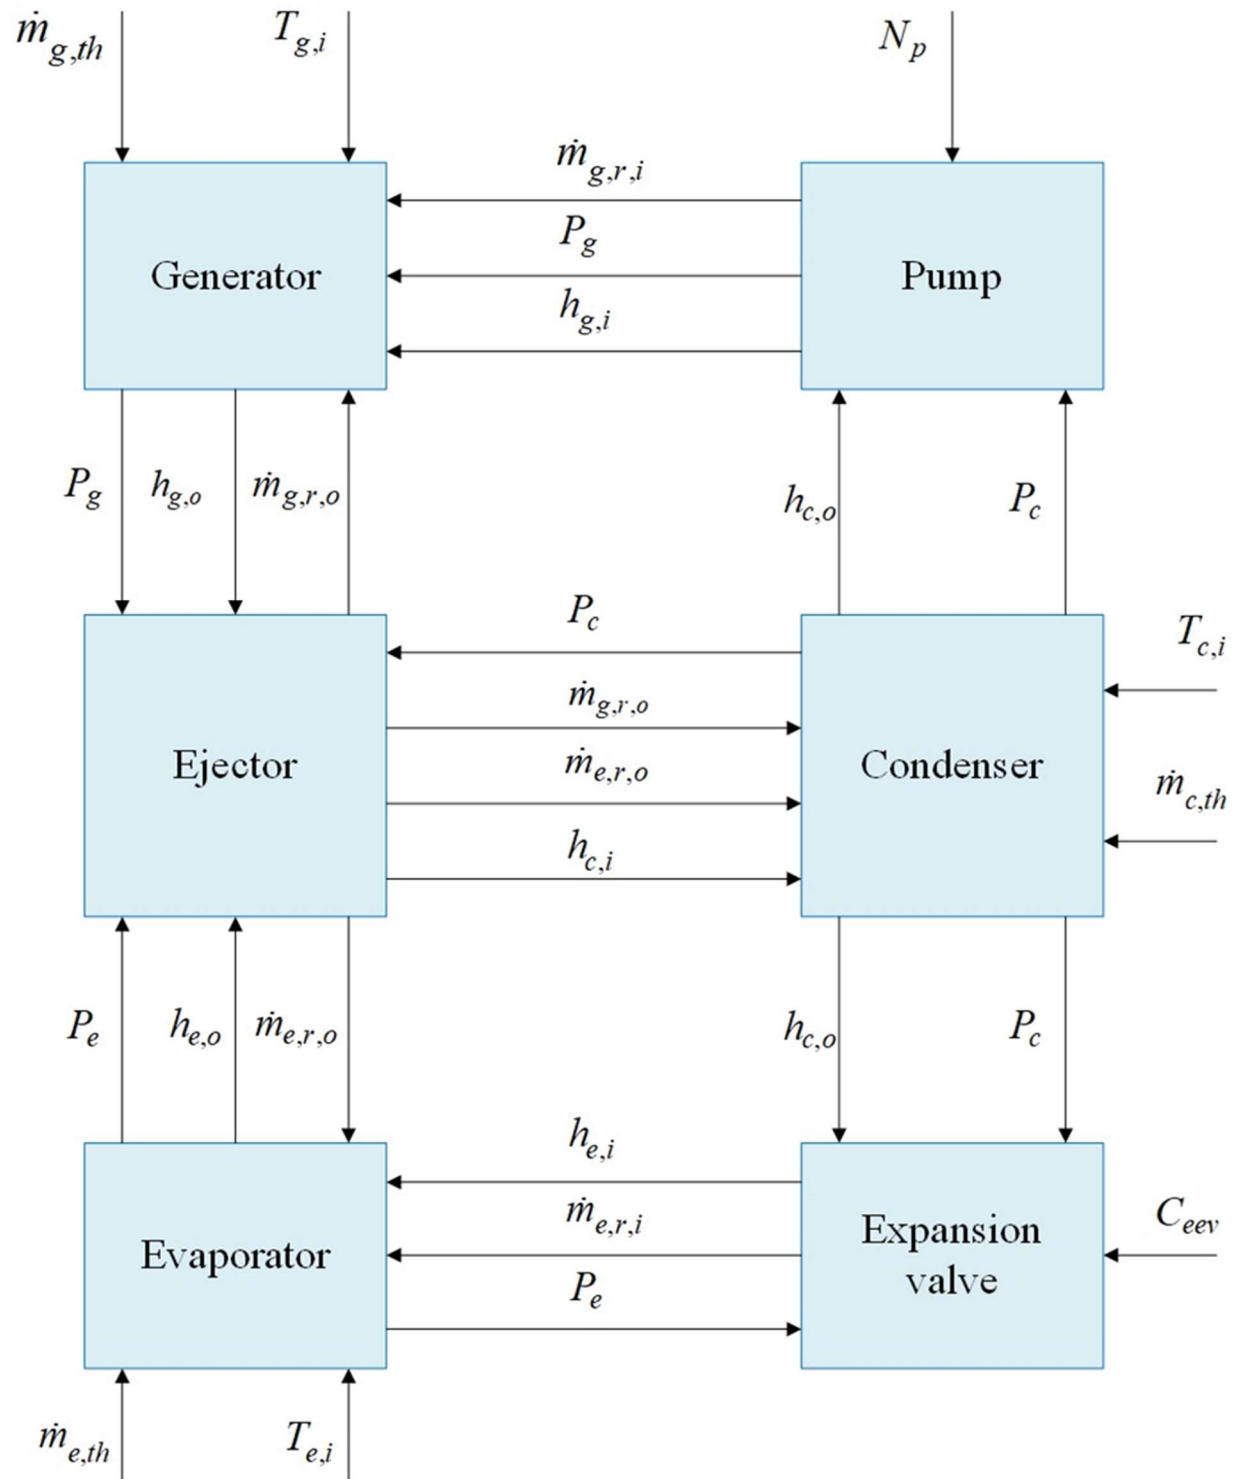 ṁg,th
Tg,i
Np
ṁg,r,i
Pg
hg,i
Generator
Pump
Pg
hg,o
ṁg,r,o
hc,o
Pc
Pc
Tc,i
ṁg,r,o
ṁe,r,o
Ejector
Condenser
ṁc,th
hc,i
Pe
he,o
ṁe,r,o
hc,o
Pc
he,i
ṁe,r,i
Ceev
Evaporator
Expansion
valve
Pe
ṁe,th
Te,i